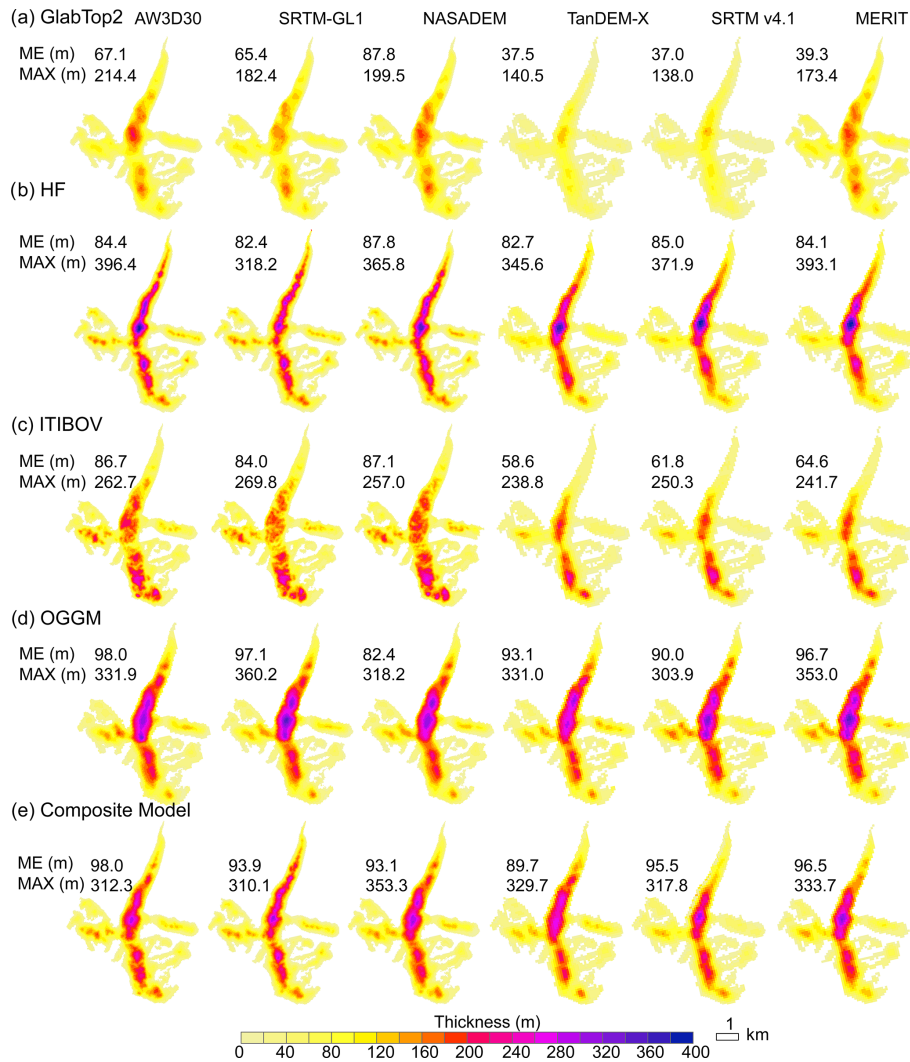 (a) GlabTop2 AW3D30 SRTM-GL1 NASADEM TanDEM-X SRTM v4.1 MERIT
ME (m) 67.1 65.4 87.8 37.5 37.0 39.3
MAX (m) 214.4 182.4 199.5 140.5 138.0 173.4
(b) HF
ME (m) 84.4 82.4 87.8 82.7 85.0 84.1
MAX (m) 396.4 318.2 365.8 345.6 371.9 393.1
(c) ITIBOV
ME (m) 86.7 84.0 87.1 58.6 61.8 64.6
MAX (m) 262.7 269.8 257.0 238.8 250.3 241.7
(d) OGGM
ME (m) 98.0 97.1 82.4 93.1 90.0 96.7
MAX (m) 331.9 360.2 318.2 331.0 303.9 353.0
(e) Composite Model
ME (m) 98.0 93.9 93.1 89.7 95.5 96.5
MAX (m) 312.3 310.1 353.3 329.7 317.8 333.7
Thickness (m) 1
km
0 40 80 120 160 200 240 280 320 360 400